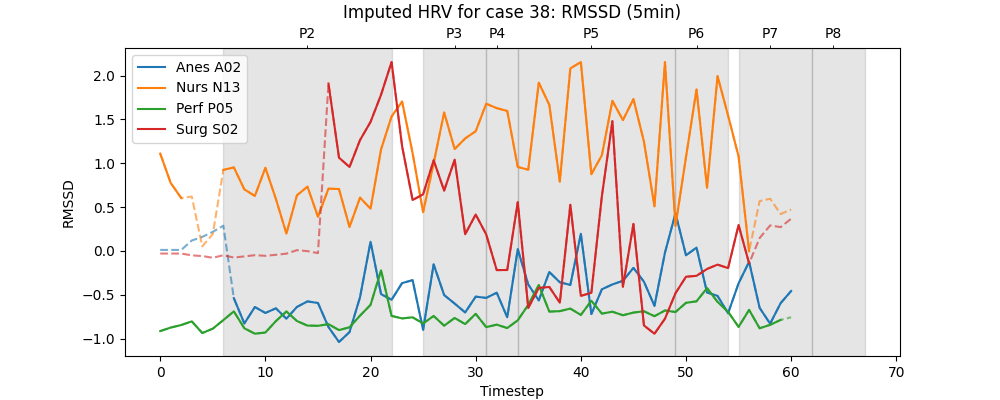 Imputed HRV for case 38: RMSSD (5min)
P2 P3 P4 P5 P6 P7 P8
Anes A02
Nurs N13
Perf P05
Surg S02
RMSSD
2.0
1.5
1.0
0.5
0.0
−0.5
−1.0
0 10 20 30 40 50 60 70
Timestep